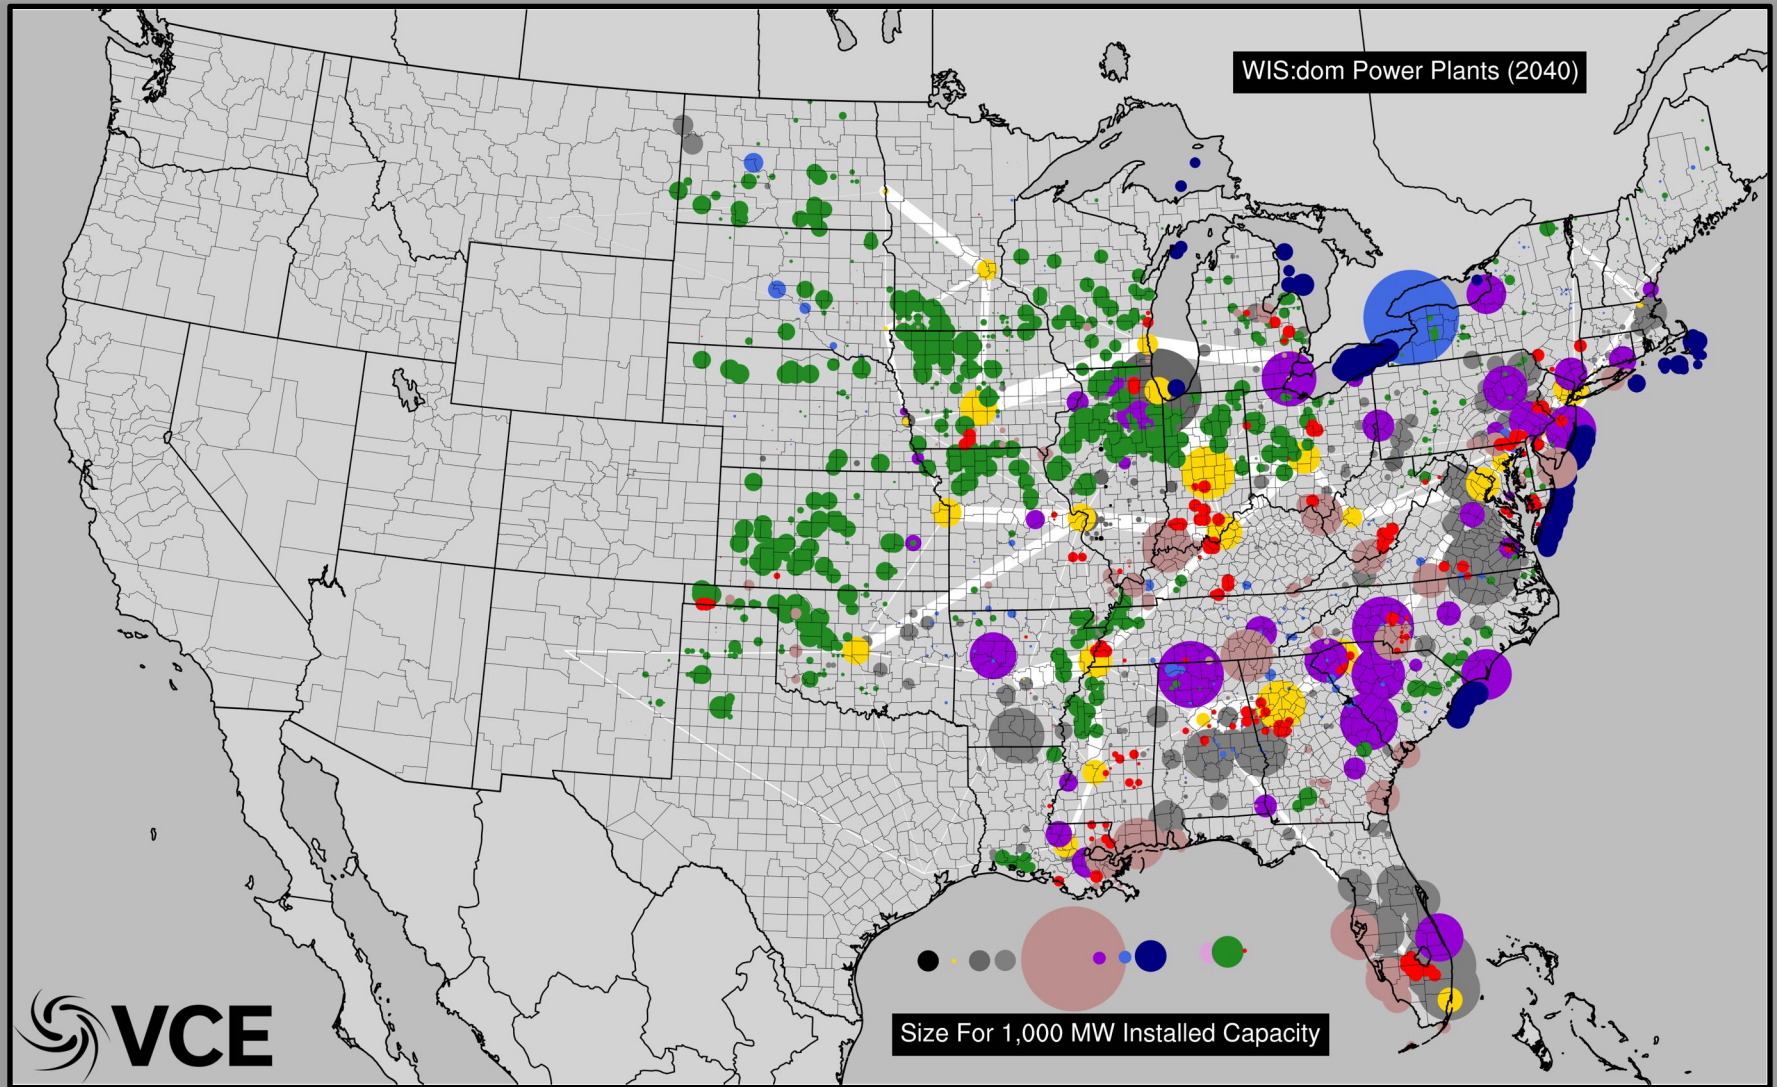 WIS:dom Power Plants (2040)
Size For 1,000 MW Installed Capacity
VCE